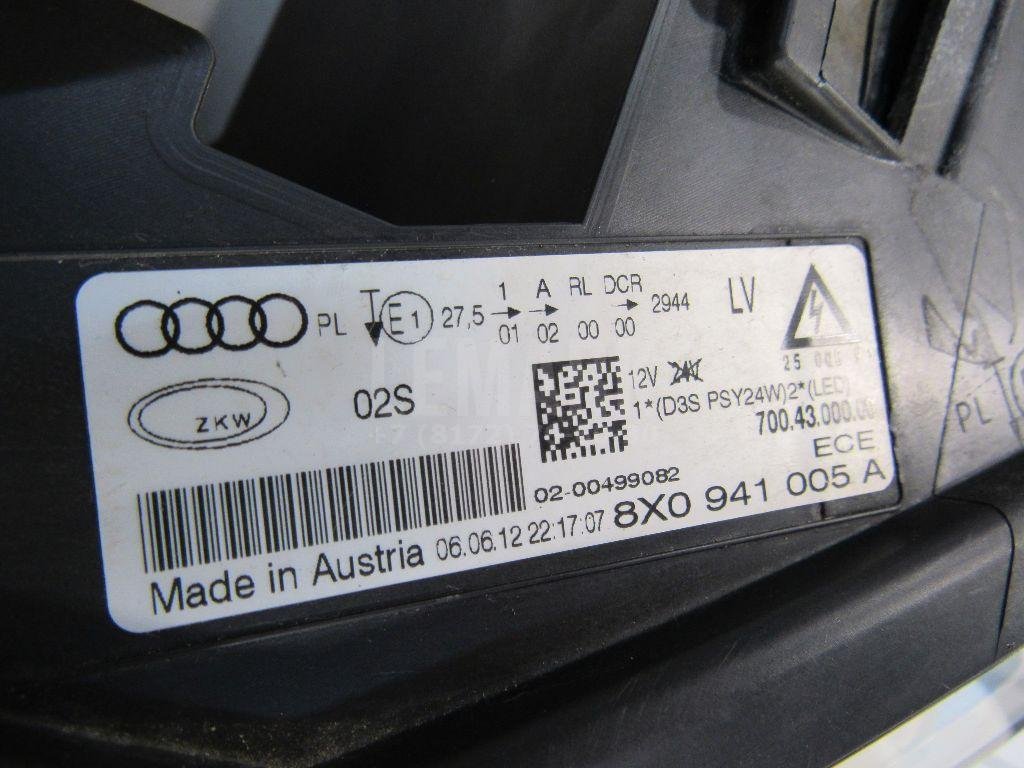 1 A RL DCR
PL E1 27,5 2944 LV
01 02 00 00
ZKW
02S
12V 24V
1*(D3S PSY24W)2*(LED)
700.43.000.00
ECE
02-00499082
Made in Austria 06.06.12 22:17:07 8X0 941 005 A
PL